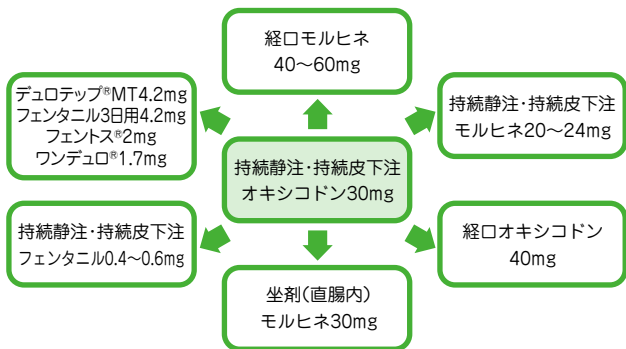 経口モルヒネ
40〜60mg
デュロテップ®MT4.2mg
フェンタニル3日用4.2mg
フェントス®2mg
ワンデュロ®1.7mg
持続静注・持続皮下注
モルヒネ20〜24mg
持続静注・持続皮下注
オキシコドン30mg
持続静注・持続皮下注
フェンタニル0.4〜0.6mg
経口オキシコドン
40mg
坐剤(直腸内)
モルヒネ30mg